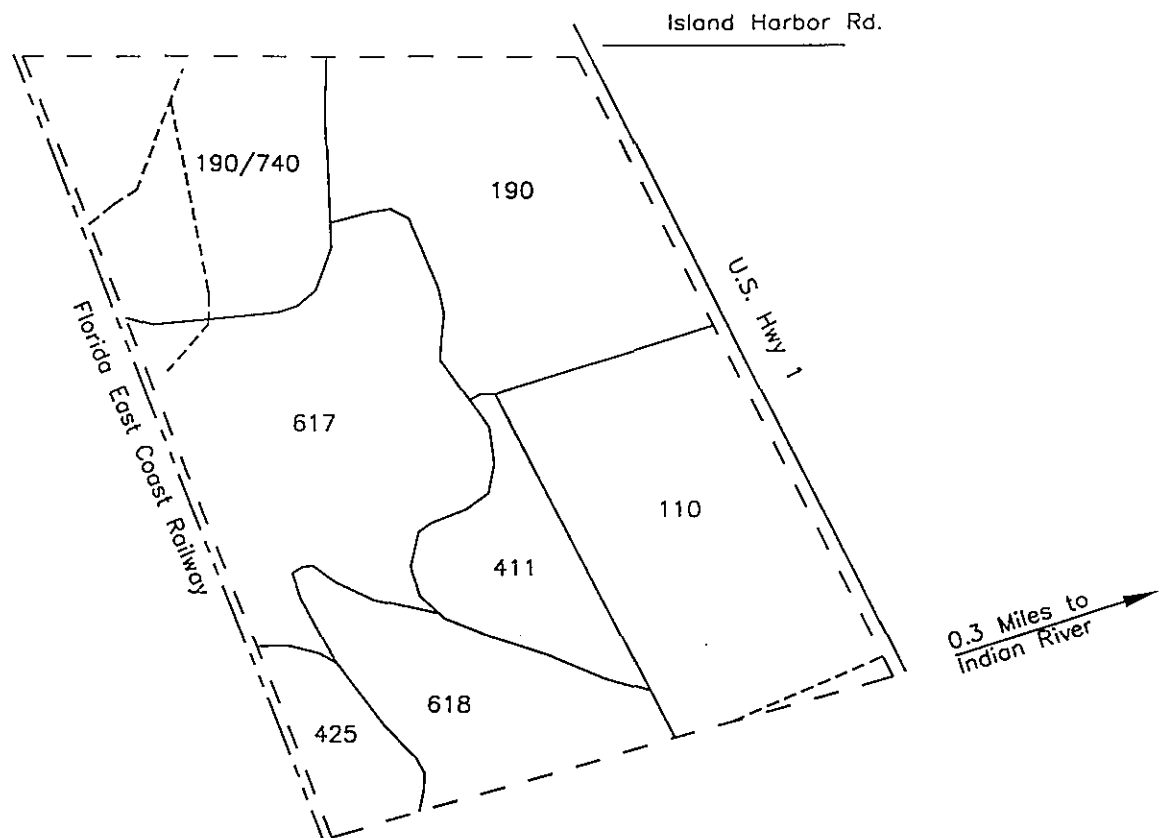 Island Harbor Rd.
190/740
190
U.S. Hwy 1
Florida East Coast Railway
617
110
411
0.3 Miles to
Indian River
618
425